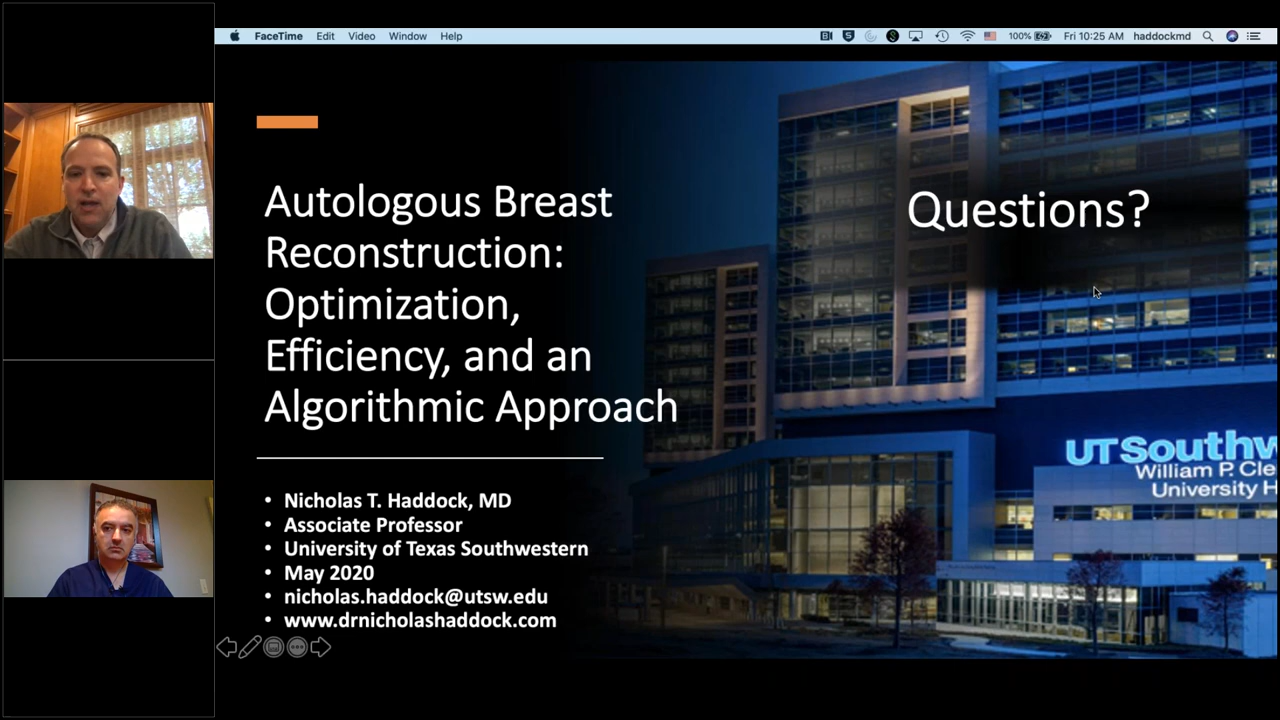 FaceTime Edit Video Window Help 100% Fri 10:25 AM haddockmd
Autologous Breast
Reconstruction:
Optimization,
Efficiency, and an
Algorithmic Approach
Questions?
UT Southw
William P. Cle
University H
• Nicholas T. Haddock, MD
• Associate Professor
• University of Texas Southwestern
• May 2020
• nicholas.haddock@utsw.edu
• www.drnicholashaddock.com